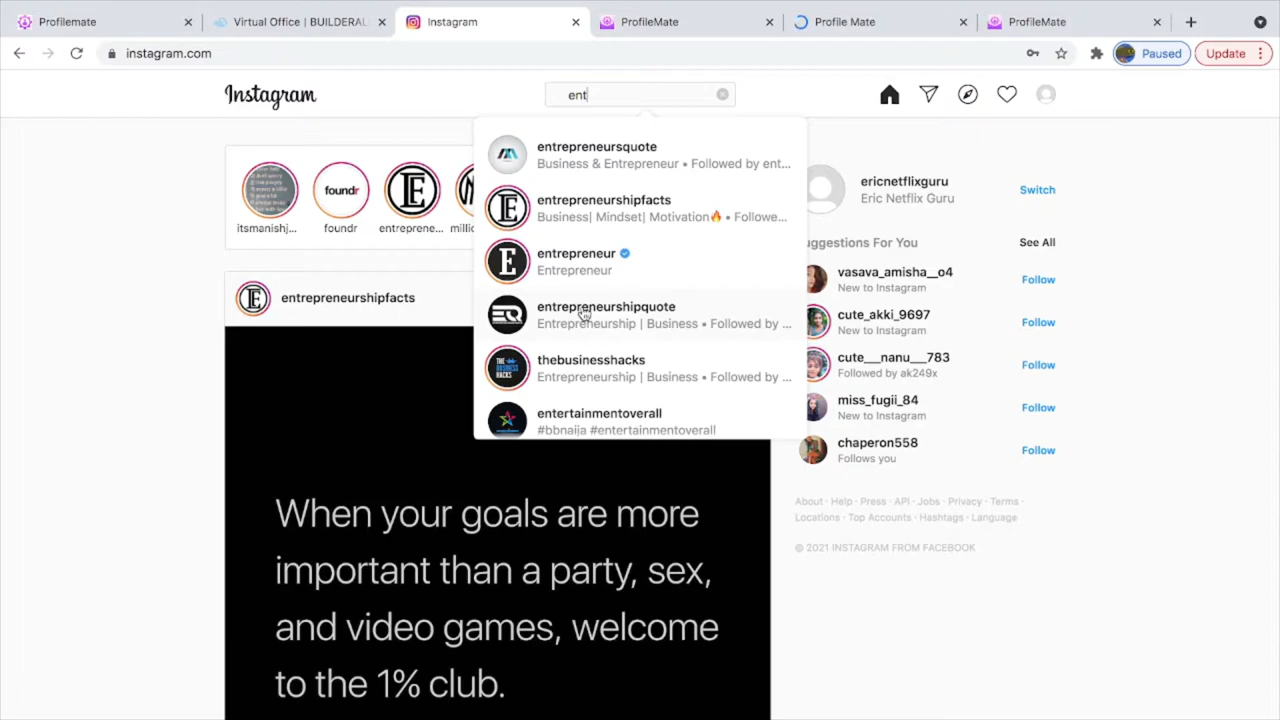 Profilemate
Virtual Office | BUILDERALL
Instagram
ProfileMate
Profile Mate
ProfileMate
instagram.com
Paused
Update
Instagram
ent
entrepreneursquote
Business & Entrepreneur • Followed by ent...
entrepreneurshipfacts
Business| Mindset| Motivation🔥 • Followe...
entrepreneur
Entrepreneur
entrepreneurshipquote
Entrepreneurship | Business • Followed by ...
thebusinesshacks
Entrepreneurship | Business • Followed by ...
entertainmentoverall
#bbnaija #entertainmentoverall
foundr
itsmanishj...
foundr
entreprene...
milli
entrepreneurshipfacts
When your goals are more
important than a party, sex,
and video games, welcome
to the 1% club.
ericnetflixguru
Eric Netflix Guru
Switch
uggestions For You
See All
vasava_amisha__o4
New to Instagram
Follow
cute_akki_9697
New to Instagram
Follow
cute___nanu___783
Followed by ak249x
Follow
miss_fugii_84
New to Instagram
Follow
chaperon558
Follows you
Follow
About · Help · Press · API · Jobs · Privacy · Terms ·
Locations · Top Accounts · Hashtags · Language
© 2021 INSTAGRAM FROM FACEBOOK